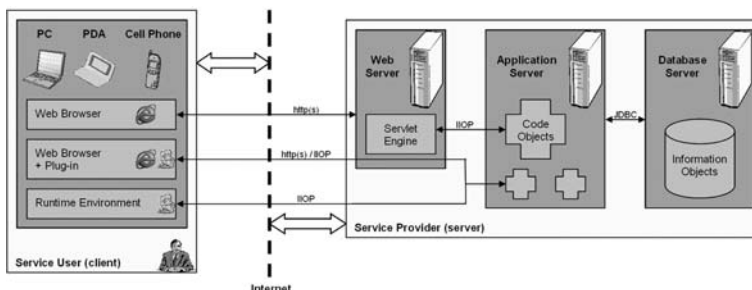 PC
PDA
Cell Phone
Web Browser
Web Browser
+ Plug-in
Runtime Environment
Service User (client)
Internet
http(s)
http(s) / IIOP
IIOP
Web
Server
Servlet
Engine
IIOP
Application
Server
Code
Objects
JDBC
Database
Server
Information
Objects
Service Provider (server)